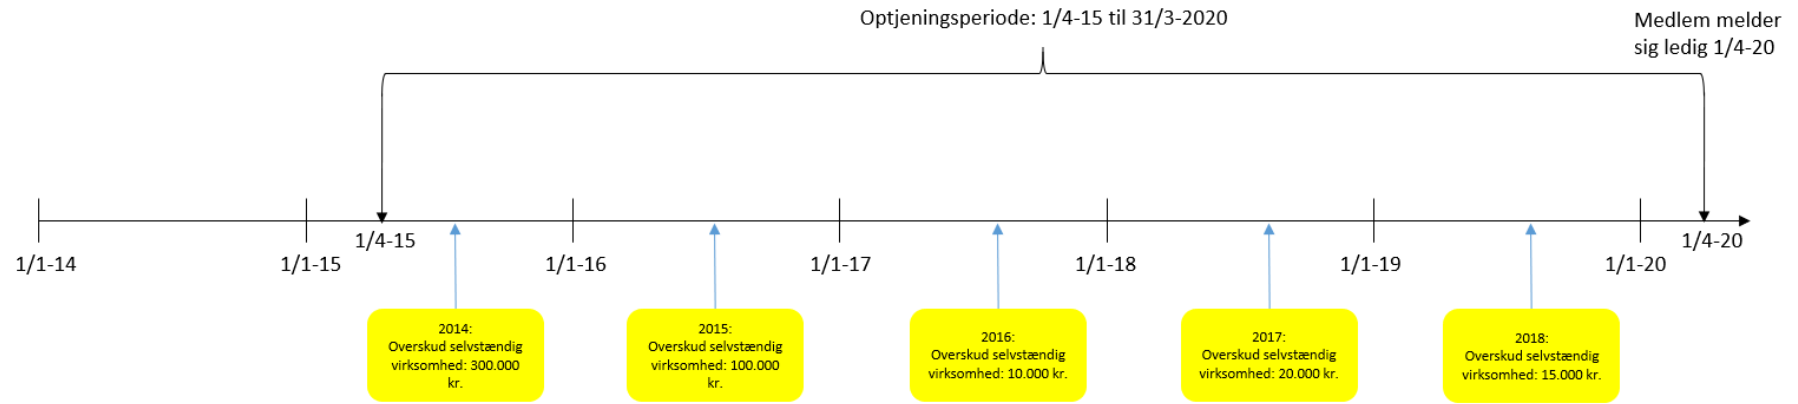 Optjeningsperiode: 1/4-15 til 31/3-2020
Medlem melder
sig ledig 1/4-20
1/4-15
1/4-20
1/1-14
1/1-15
1/1-16
1/1-17
1/1-18
1/1-19
1/1-20
2014:
Overskud selvstændig
virksomhed: 300.000
kr.
2015:
Overskud selvstændig
virksomhed: 100.000
kr.
2016:
Overskud selvstændig
virksomhed: 10.000 kr.
2017:
Overskud selvstændig
virksomhed: 20.000 kr.
2018:
Overskud selvstændig
virksomhed: 15.000 kr.